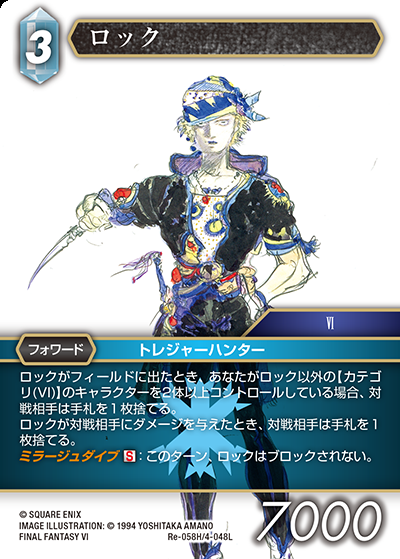 3
ロック
VI
フォワード
トレジャーハンター
ロックがフィールドに出たとき、あなたがロック以外の【カテゴ
リ(VI)】のキャラクターを2体以上コントロールしている場合、対
戦相手は手札を1枚捨てる。
ロックが対戦相手にダメージを与えたとき、対戦相手は手札を1
枚捨てる。
ミラージュダイブ S：このターン、ロックはブロックされない。
© SQUARE ENIX
IMAGE ILLUSTRATION: © 1994 YOSHITAKA AMANO
FINAL FANTASY VI
Re-058H/4-048L
7000